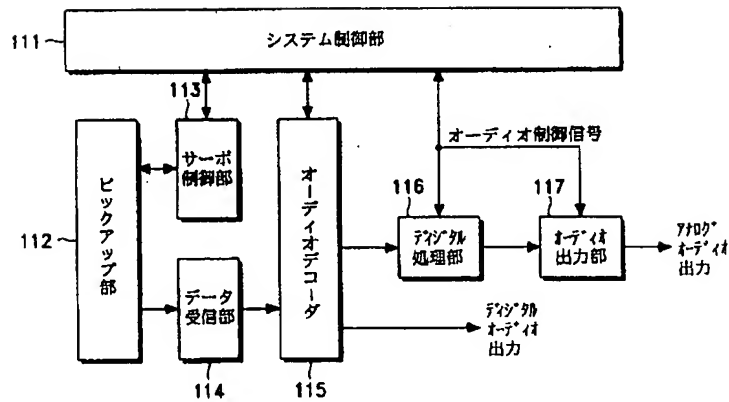 111
システム制御部
113
サーボ
制御部
オーディオ制御信号
116
117
112
ピックアップ部
オーディオデコーダ
ディジタル
処理部
オーディオ
出力部
アナログ
オーディオ
出力
データ
受信部
ディジタル
オーディオ
出力
114
115